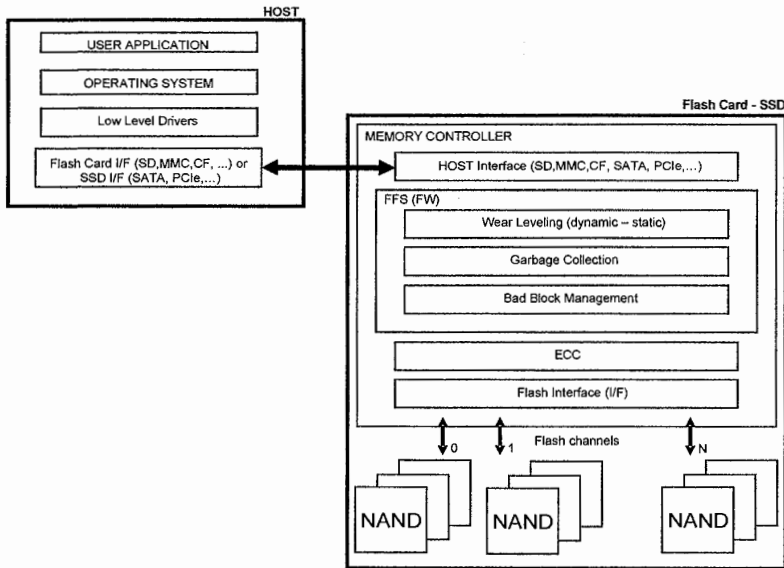 HOST
USER APPLICATION
OPERATING SYSTEM
Low Level Drivers
Flash Card I/F (SD,MMC,CF, ...) or
SSD I/F (SATA, PCIe,...)
Flash Card - SSD
MEMORY CONTROLLER
HOST Interface (SD,MMC,CF, SATA, PCIe,...)
FFS (FW)
Wear Leveling (dynamic – static)
Garbage Collection
Bad Block Management
ECC
Flash Interface (I/F)
0
1
Flash channels
N
NAND
NAND
NAND